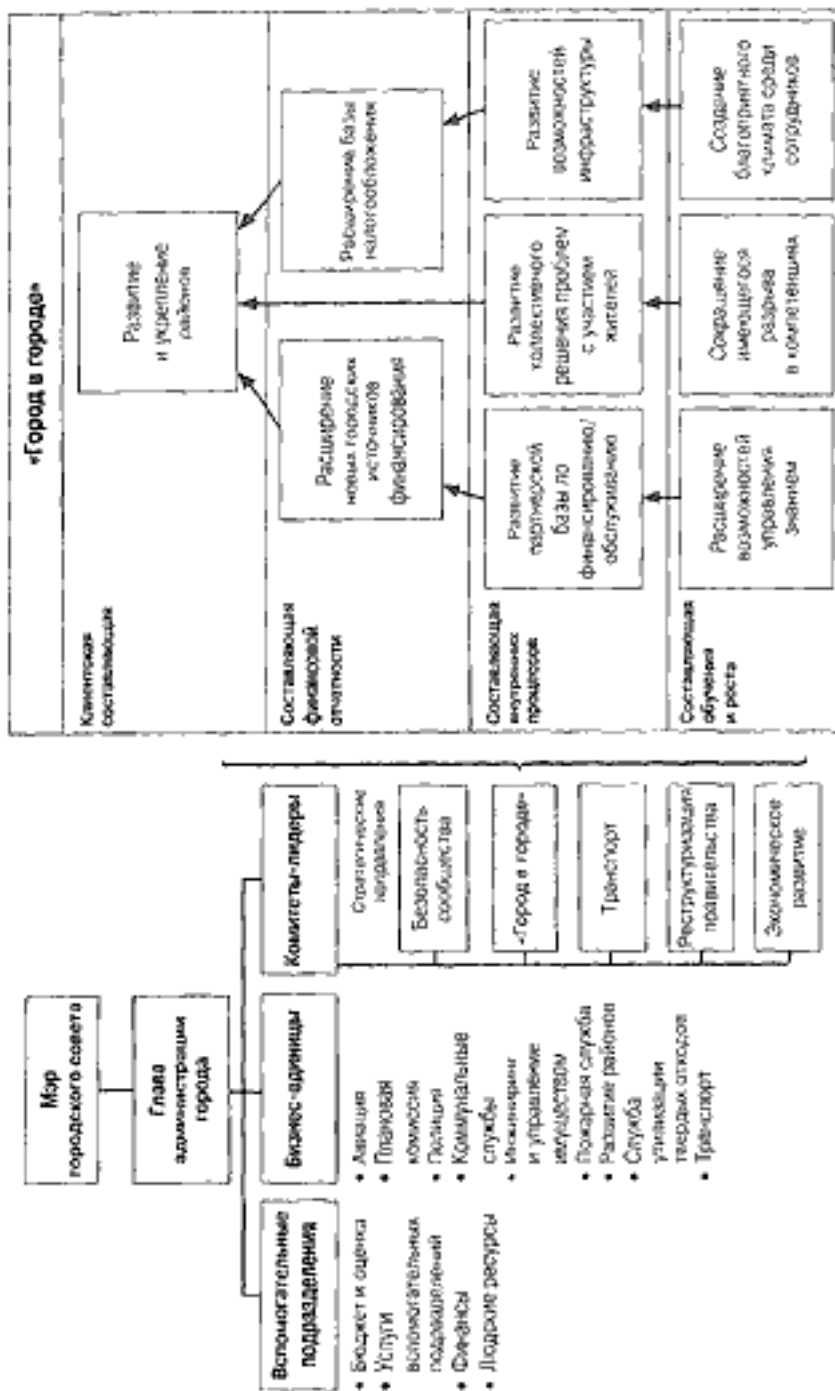 Мэр
городского совета
Глава
администрации
города
Вспомогательные
подразделения
• Бюджет и оценка
• Услуги
вспомогательных
подразделений
• Финансы
• Людские ресурсы
Бизнес-единицы
• Авиация
• Плановая
комиссия
• Полиция
• Коммунальные
службы
• Инжиниринг
и управление
имуществом
• Пожарная служба
• Развитие районов
• Служба
утилизации
твердых отходов
• Транспорт
Комитеты-лидеры
Стратегические
направления
Безопасность
сообщества
«Город в городе»
Транспорт
Реструктуризация
правительства
Экономическое
развитие
«Город в городе»
Клиентская
составляющая
Развитие
и укрепление
районов
Составляющая
финансовой
отчетности
Расширение
новых городских
источников
финансирования
Расширение базы
налогообложения
Составляющая
внутренних
процессов
Развитие
партнерской
базы по
финансированию/
обслуживанию
Развитие
коллективного
решения проблем
с участием
жителей
Развитие
возможностей
инфраструктуры
Составляющая
обучения
и роста
Расширение
возможностей
управления
знанием
Сокращение
имеющегося
разрыва
в компетенциях
Создание
благоприятного
климата среди
сотрудников